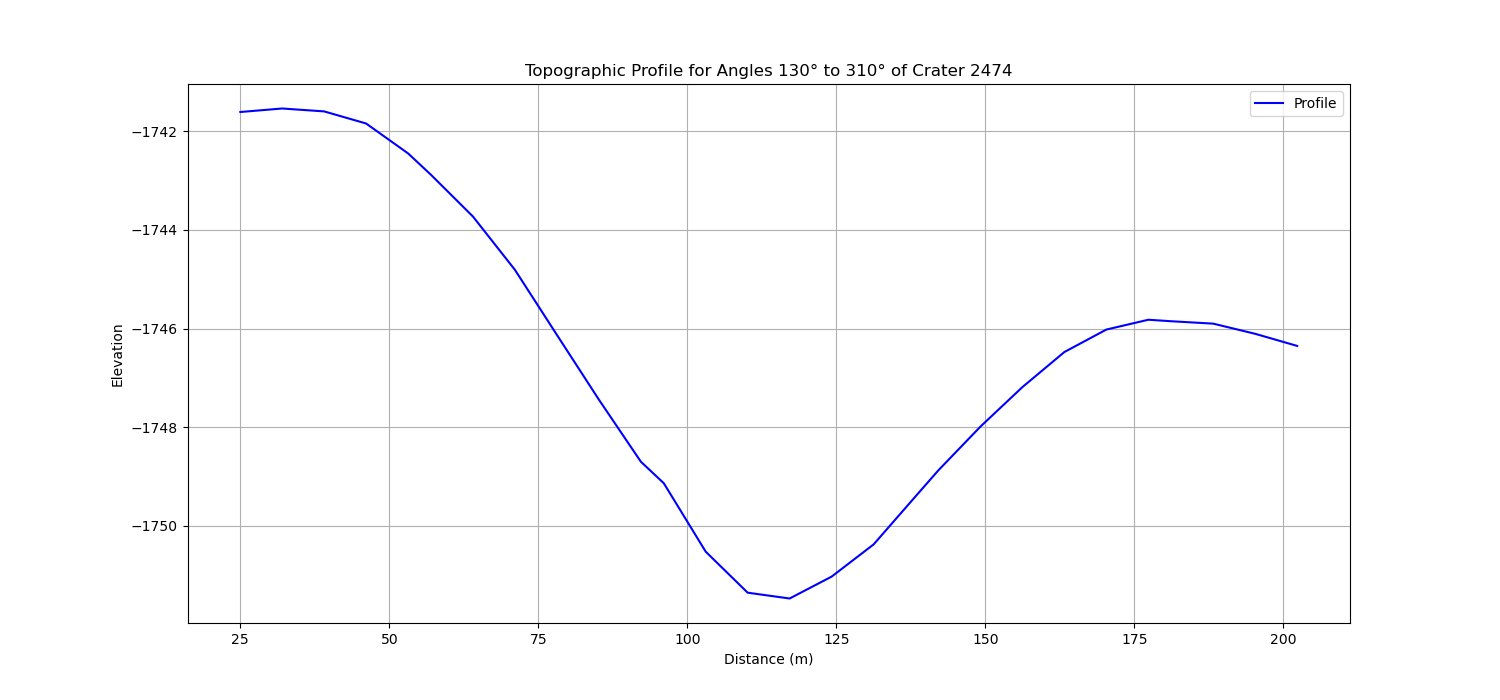 Topographic Profile for Angles 130° to 310° of Crater 2474
Profile
−1742
−1744
−1746
−1748
−1750
Elevation
25 50 75 100 125 150 175 200
Distance (m)